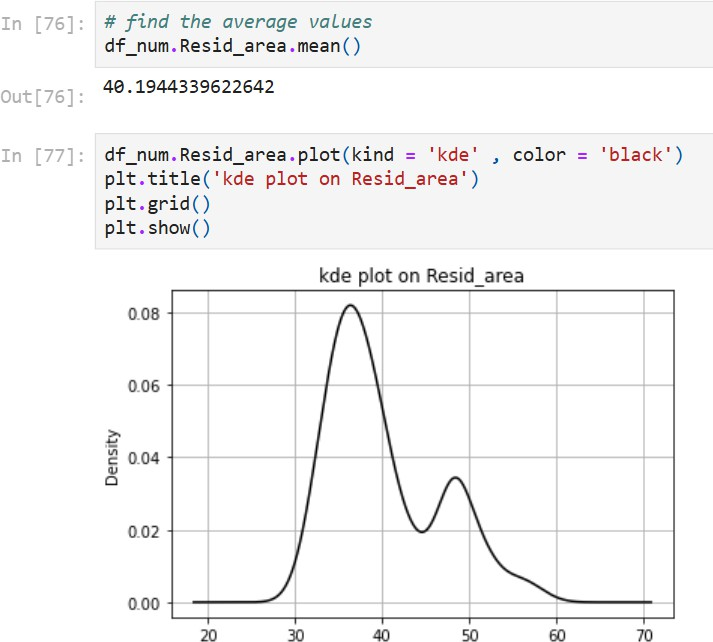 In [76]:
# find the average values
df_num.Resid_area.mean()
Out[76]:
40.1944339622642
In [77]:
df_num.Resid_area.plot(kind = 'kde' , color = 'black')
plt.title('kde plot on Resid_area')
plt.grid()
plt.show()
kde plot on Resid_area
0.08
0.06
0.04
0.02
0.00
Density
20 30 40 50 60 70